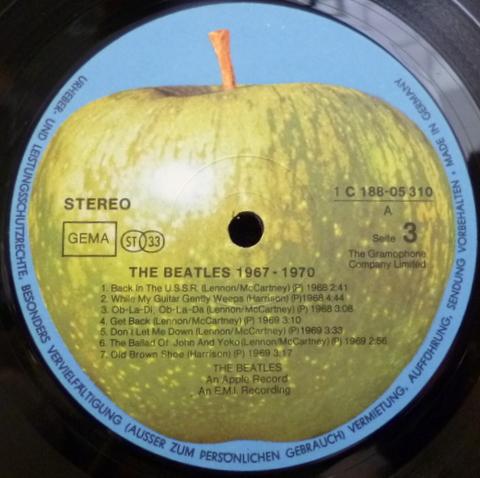 STEREO
GEMA
ST 33
1 C 188-05 310
A
Seite 3
The Gramophone
Company Limited
THE BEATLES 1967-1970
1. Back In The U.S.S.R. (Lennon/McCartney) (P) 1968 2:41
2. While My Guitar Gently Weeps (Harrison) (P) 1968 4:44
3. Ob-La-Di, Ob-La-Da (Lennon/McCartney) (P) 1968 3:08
4. Get Back (Lennon/McCartney) (P) 1969 3:10
5. Don't Let Me Down (Lennon/McCartney) (P) 1969 3:33
6. The Ballad Of John And Yoko (Lennon/McCartney) (P) 1969 2:56
7. Old Brown Shoe (Harrison) (P) 1969 3:17
THE BEATLES
An Apple Record
An E.M.I. Recording
URHEBER- UND LEISTUNGSSCHUTZRECHTE, BESONDERS VERVIELFÄLTIGUNG (AUSSER ZUM PERSÖNLICHEN GEBRAUCH) VERMIETUNG, AUFFÜHRUNG, SENDUNG VORBEHALTEN • MADE IN GERMANY